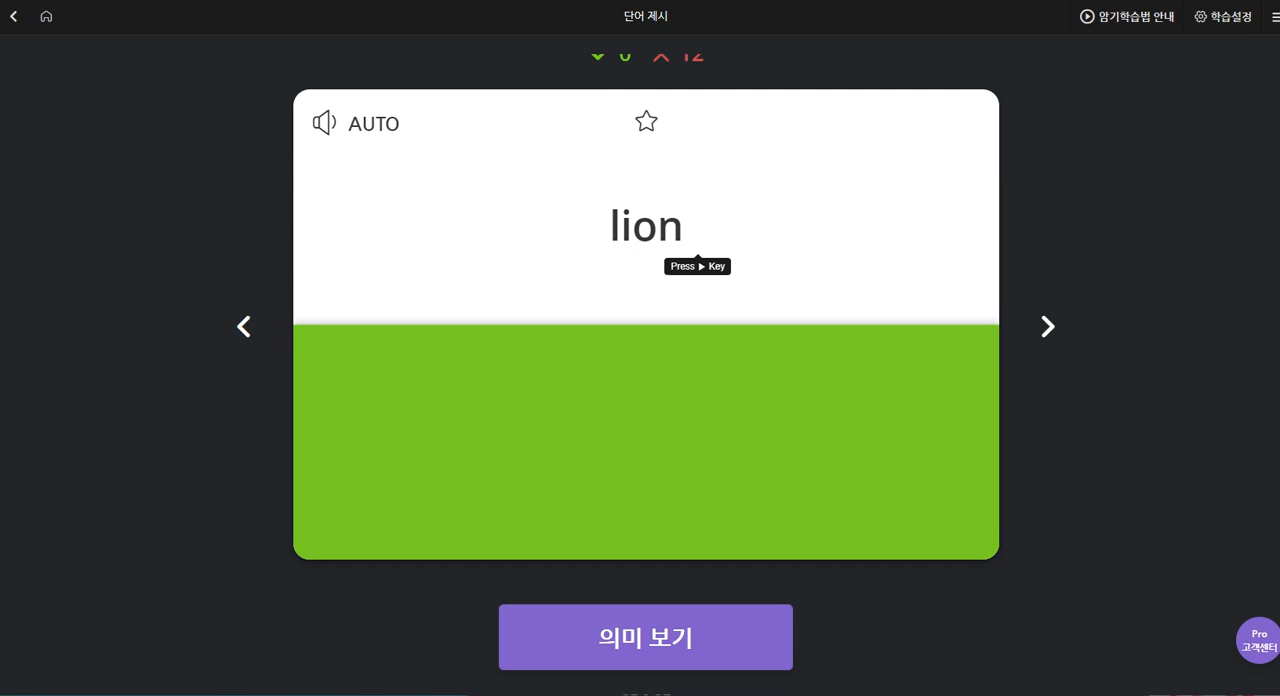 단어 제시
암기학습법 안내
학습설정
AUTO
lion
Press ▶ Key
의미 보기
Pro
고객센터